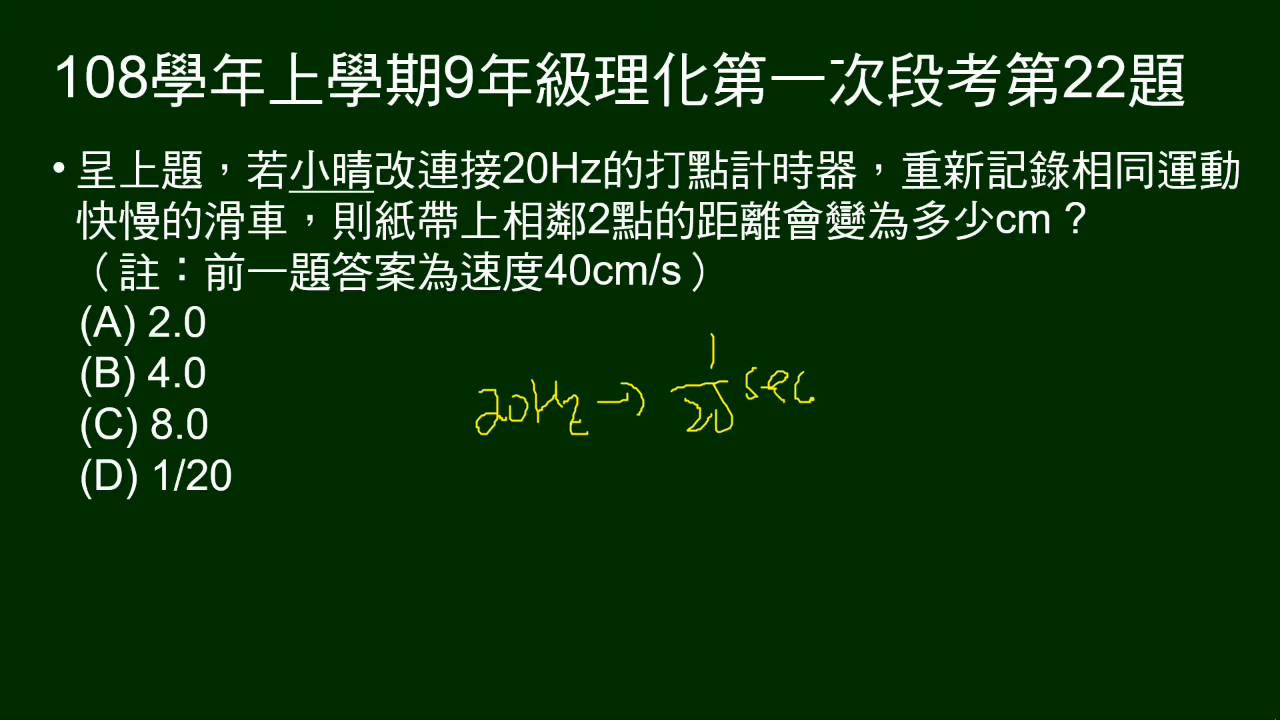 108學年上學期9年級理化第一次段考第22題
• 呈上題，若小晴改連接20Hz的打點計時器，重新記錄相同運動
快慢的滑車，則紙帶上相鄰2點的距離會變為多少cm？
（註：前一題答案為速度40cm/s）
(A) 2.0
(B) 4.0
(C) 8.0
(D) 1/20
20Hz → 1/20 sec